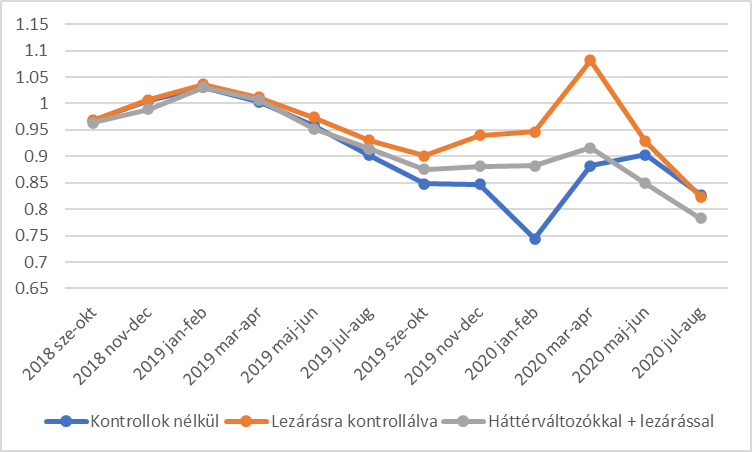 1.15
1.1
1.05
1
0.95
0.9
0.85
0.8
0.75
0.7
0.65
2018 sze-okt
2018 nov-dec
2019 jan-feb
2019 mar-apr
2019 maj-jun
2019 jul-aug
2019 sze-okt
2019 nov-dec
2020 jan-feb
2020 mar-apr
2020 maj-jun
2020 jul-aug
Kontrollok nélkül
Lezárásra kontrollálva
Háttérváltozókkal + lezárással